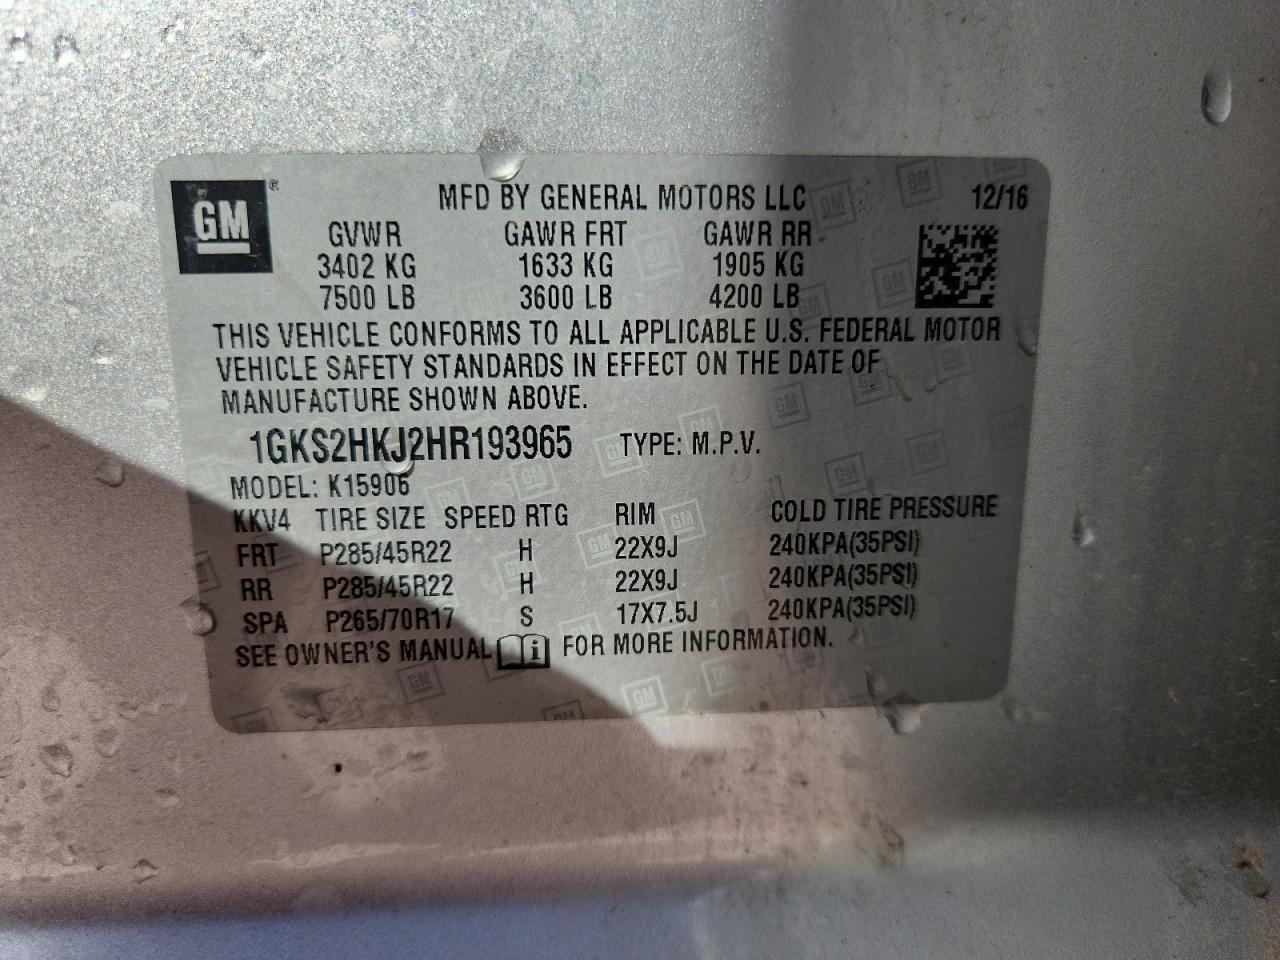 GM ®
MFD BY GENERAL MOTORS LLC 12/16
GVWR GAWR FRT GAWR RR
3402 KG 1633 KG 1905 KG
7500 LB 3600 LB 4200 LB
THIS VEHICLE CONFORMS TO ALL APPLICABLE U.S. FEDERAL MOTOR
VEHICLE SAFETY STANDARDS IN EFFECT ON THE DATE OF
MANUFACTURE SHOWN ABOVE.
1GKS2HKJ2HR193965 TYPE: M.P.V.
MODEL: K15906
KKV4 TIRE SIZE SPEED RTG RIM COLD TIRE PRESSURE
FRT P285/45R22 H 22X9J 240KPA(35PSI)
RR P285/45R22 H 22X9J 240KPA(35PSI)
SPA P265/70R17 S 17X7.5J 240KPA(35PSI)
SEE OWNER'S MANUAL i FOR MORE INFORMATION.